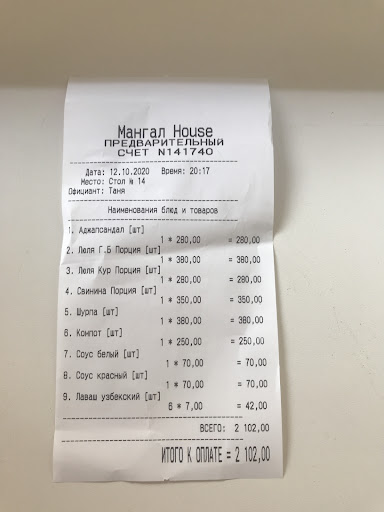 Мангал House
ПРЕДВАРИТЕЛЬНЫЙ
СЧЕТ N141740
Дата: 12.10.2020 Время: 20:17
Место: Стол № 14
Официант: Таня
Наименования блюд и товаров
1. Аджапсандал [шт]
1 * 280,00 = 280,00
2. Леля Г.Б Порция [шт]
1 * 380,00 = 380,00
3. Леля Кур Порция [шт]
1 * 280,00 = 280,00
4. Свинина Порция [шт]
1 * 350,00 = 350,00
5. Шурпа [шт]
1 * 380,00 = 380,00
6. Компот [шт]
1 * 250,00 = 250,00
7. Соус белый [шт]
1 * 70,00 = 70,00
8. Соус красный [шт]
1 * 70,00 = 70,00
9. Лаваш узбекский [шт]
6 * 7,00 = 42,00
ВСЕГО: 2 102,00
ИТОГО К ОПЛАТЕ = 2 102,00